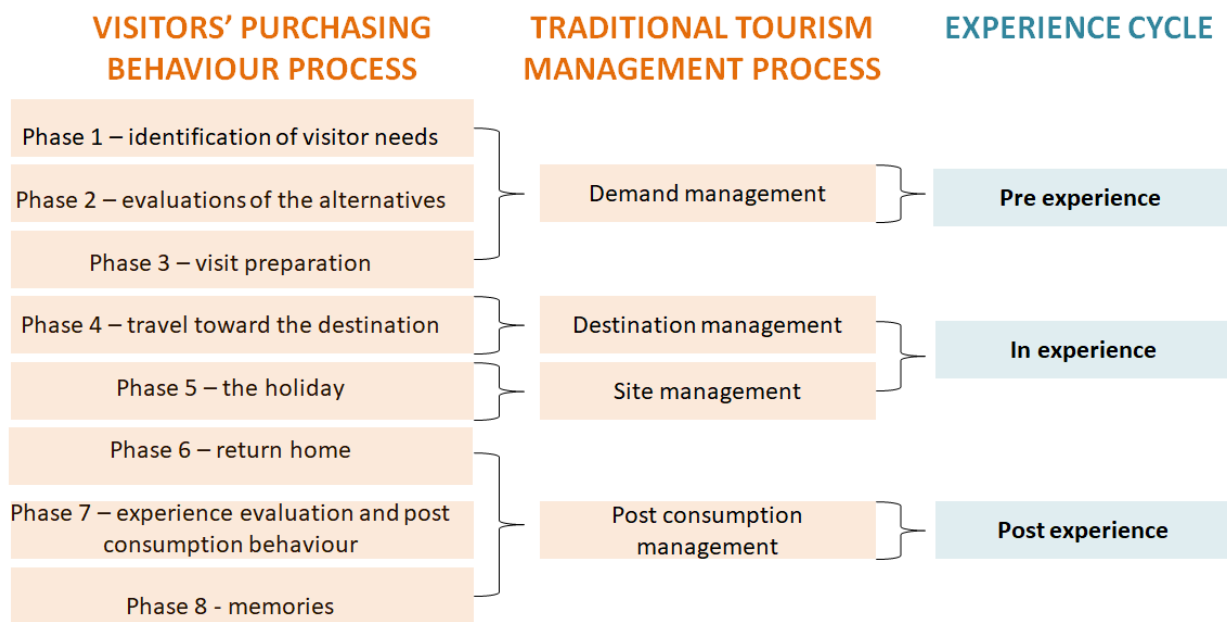 VISITORS' PURCHASING
BEHAVIOUR PROCESS
TRADITIONAL TOURISM
MANAGEMENT PROCESS
EXPERIENCE CYCLE
Phase 1 – identification of visitor needs
Phase 2 – evaluations of the alternatives
Phase 3 – visit preparation
Phase 4 – travel toward the destination
Phase 5 – the holiday
Phase 6 – return home
Phase 7 – experience evaluation and post
consumption behaviour
Phase 8 - memories
Demand management
Destination management
Site management
Post consumption
management
Pre experience
In experience
Post experience